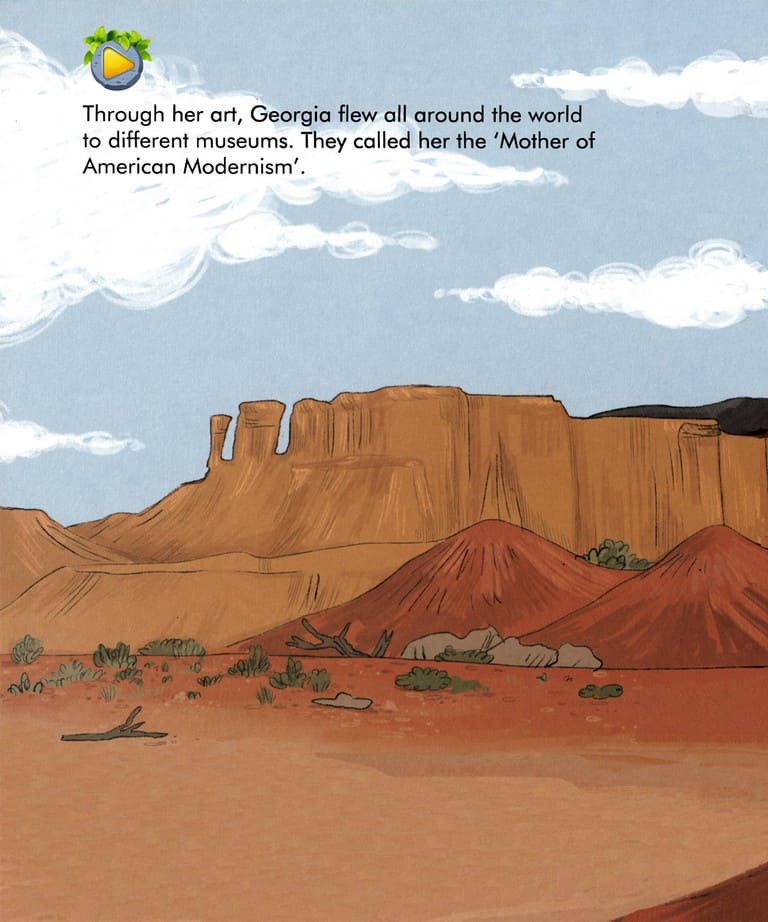 Through her art, Georgia flew all around the world
to different museums. They called her the ‘Mother of
American Modernism’.